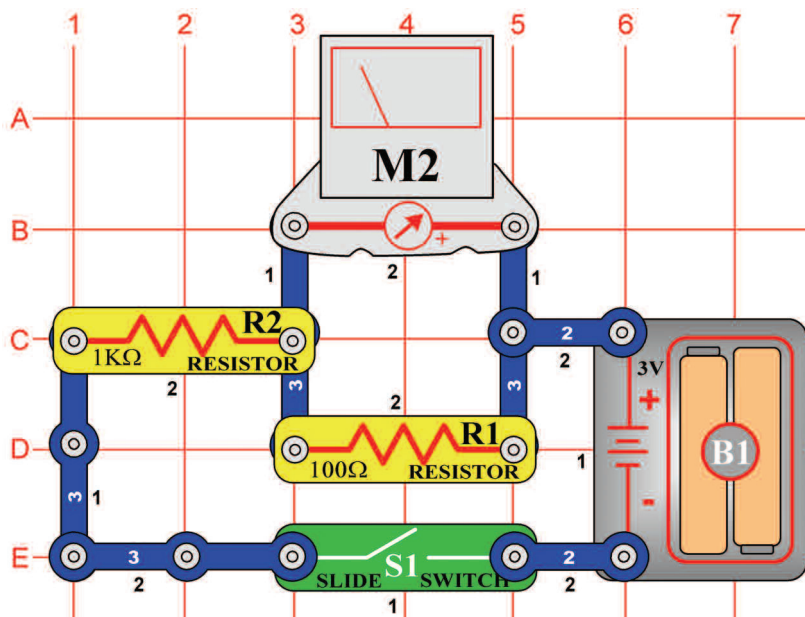 1 2 3 4 5 6 7
A
M2
B
+
1 2 1
C
R2
1KΩ RESISTOR
2
3
2
2
3
3V
+
2
R1
100Ω RESISTOR
D
1
B1
-
3
1
E
3
2
S1
SLIDE SWITCH
1
2
2